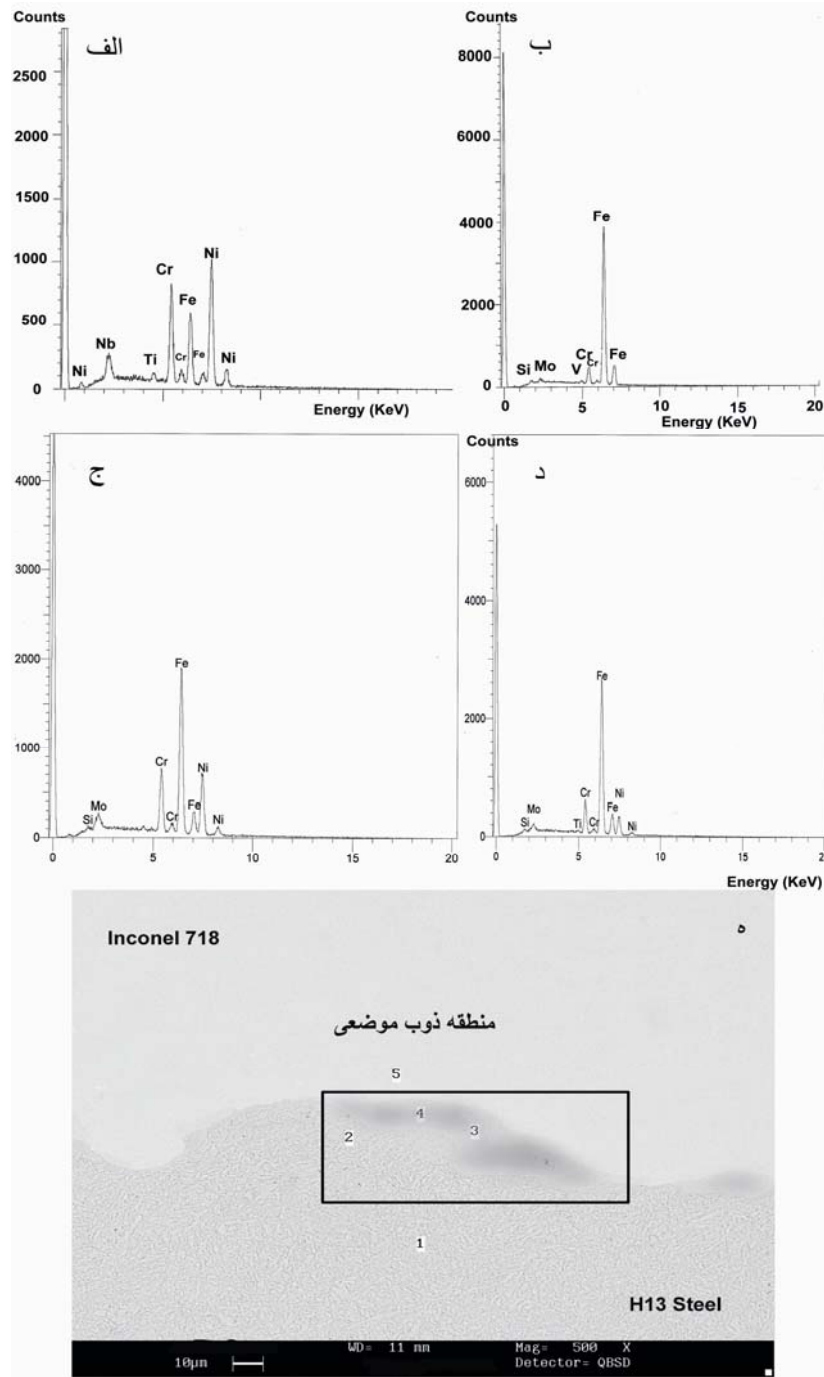 Counts
الف
2500
2000
1500
1000
500
0
Ni
Nb
Ti
Cr
Cr
Fe
Fe
Ni
Ni
Energy (KeV)
ب
8000
6000
4000
2000
0
Si
Mo
V
Cr
Cr
Fe
Fe
0 5 10 15 20
Energy (KeV)
ج
4000
3000
2000
1000
0
Si
Mo
Cr
Cr
Fe
Fe
Ni
Ni
0 5 10 15 20
Counts
د
6000
4000
2000
0
Si
Mo
Ti
Cr
Cr
Fe
Fe
Ni
Ni
0 5 10 15 20
Energy (KeV)
Inconel 718
ه
منطقه ذوب موضعی
5
4
3
2
1
H13 Steel
10µm
WD= 11 mm
Mag= 500 X
Detector= QBSD